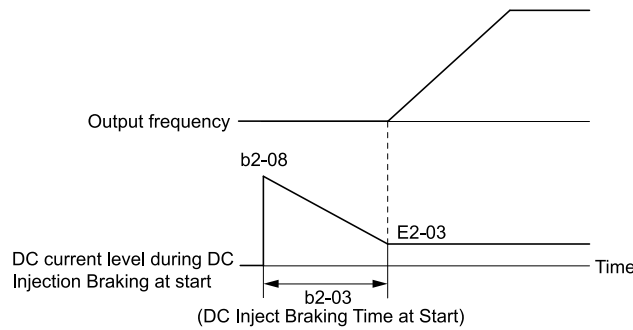 Output frequency
b2-08
E2-03
DC current level during DC
Injection Braking at start
Time
b2-03
(DC Inject Braking Time at Start)